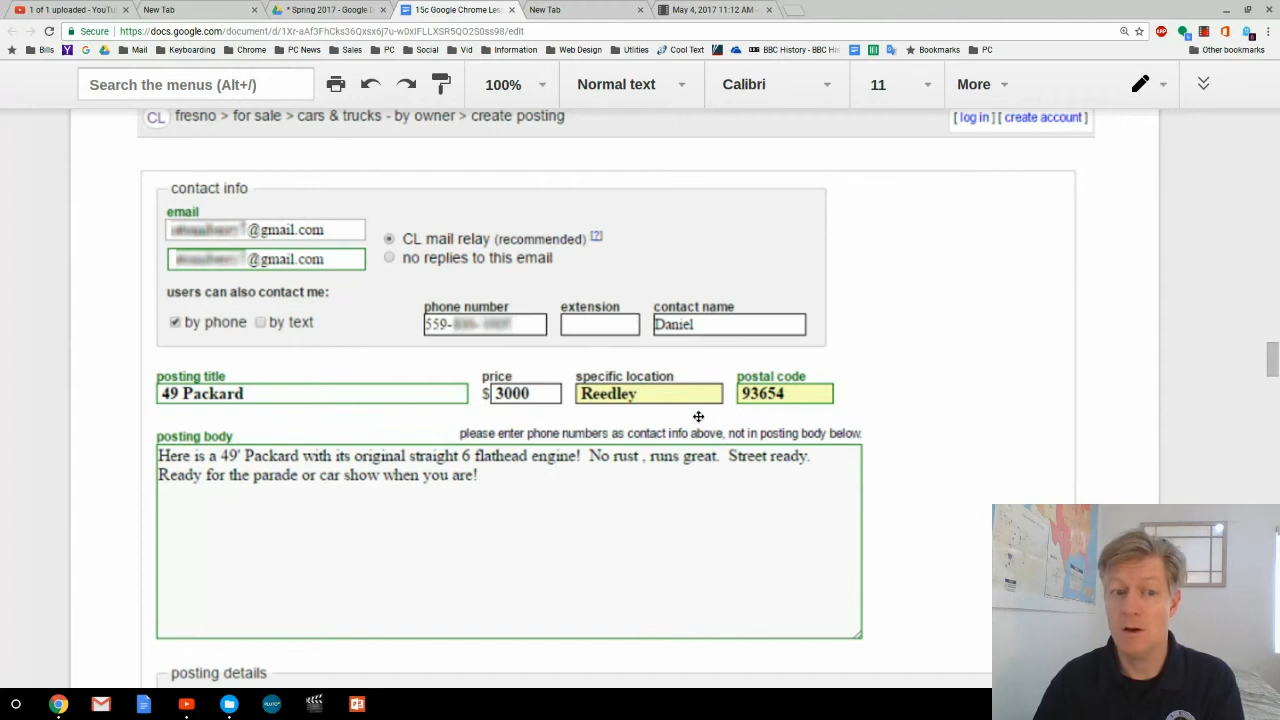 1 of 1 uploaded - YouTu
New Tab
* Spring 2017 - Google D
15c Google Chrome Les
New Tab
May 4, 2017 11:12 AM -
Secure
https://docs.google.com/document/d/1Xr-aAf3FhCks36Qxsx6j7u-w0xIFLLXSR5sO2S0ss98/edit
Bills
Mail
Keyboarding
Chrome
PC News
Sales
PC
Social
Vid
Information
Web Design
Utilities
Cool Text
BBC History - BBC His
Bookmarks
PC
Other bookmarks
Search the menus (Alt+/)
100%
Normal text
Calibri
11
More
CL fresno > for sale > cars & trucks - by owner > create posting
[ log in ] [ create account ]
contact info
email
@gmail.com
CL mail relay (recommended) [?]
@gmail.com
no replies to this email
users can also contact me:
phone number
extension
contact name
by phone
by text
559-
Daniel
posting title
price
specific location
postal code
49 Packard
$ 3000
Reedley
93654
posting body
please enter phone numbers as contact info above, not in posting body below.
Here is a 49' Packard with its original straight 6 flathead engine! No rust , runs great. Street ready.
Ready for the parade or car show when you are!
posting details